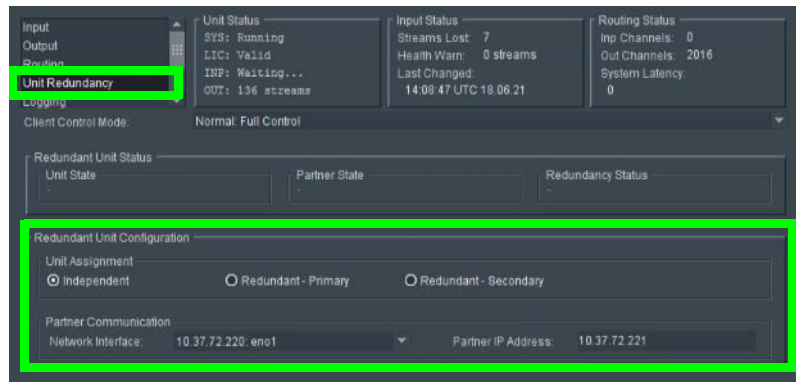 Input
Output
Routing
Unit Redundancy
Logging
Unit Status
SYS: Running
LIC: Valid
INP: Waiting...
OUT: 136 streams
Input Status
Streams Lost: 7
Health Warn: 0 streams
Last Changed:
14:08:47 UTC 18.06.21
Routing Status
Inp Channels: 0
Out Channels: 2016
System Latency:
0
Client Control Mode: Normal: Full Control
Redundant Unit Status
Unit State Partner State Redundancy Status
- - -
Redundant Unit Configuration
Unit Assignment
Independent Redundant - Primary Redundant - Secondary
Partner Communication
Network Interface: 10.37.72.220: eno1 Partner IP Address: 10.37.72.221